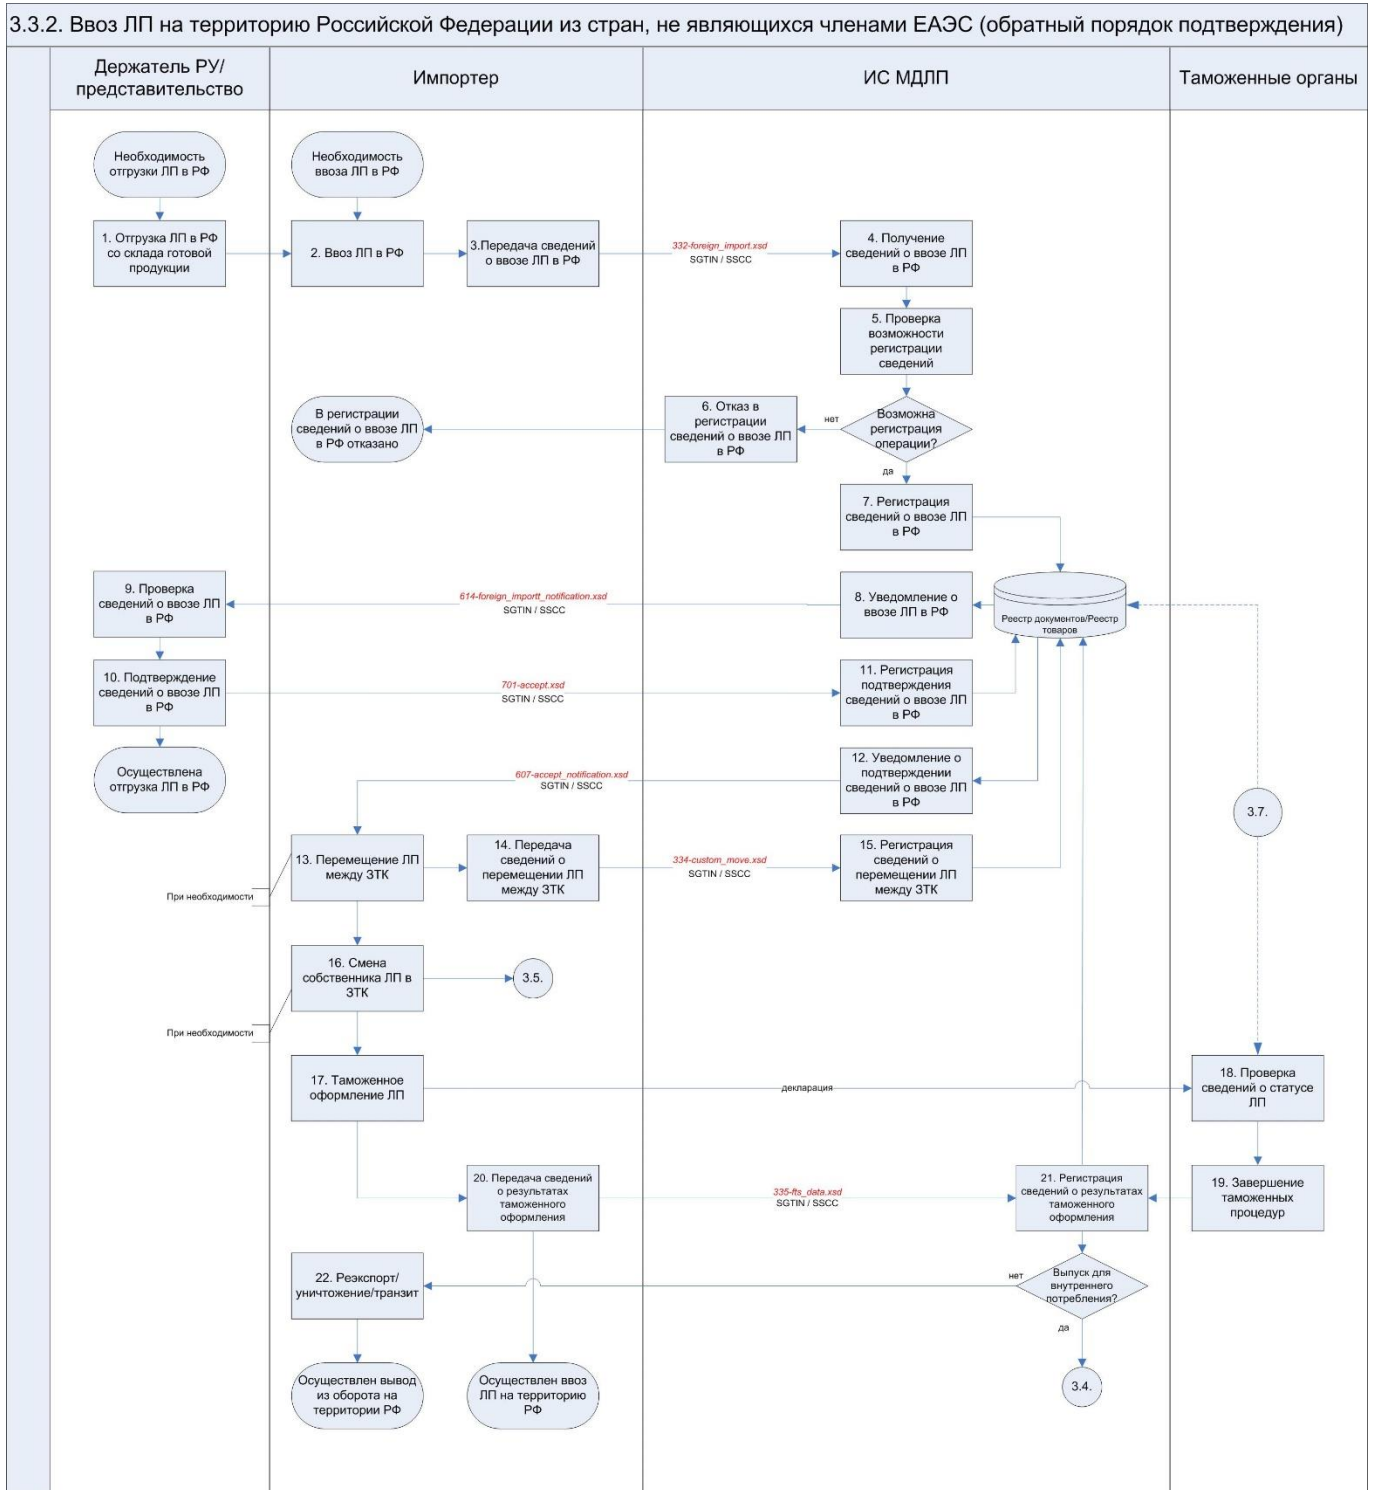 3.3.2. Ввоз ЛП на территорию Российской Федерации из стран, не являющихся членами ЕАЭС (обратный порядок подтверждения)
Держатель РУ/
представительство
Импортер
ИС МДЛП
Таможенные органы
Необходимость
отгрузки ЛП в РФ
Необходимость
ввоза ЛП в РФ
1. Отгрузка ЛП в РФ
со склада готовой
продукции
2. Ввоз ЛП в РФ
3.Передача сведений
о ввозе ЛП в РФ
332-foreign_import.xsd
SGTIN / SSCC
4. Получение
сведений о ввозе ЛП
в РФ
5. Проверка
возможности
регистрации
сведений
В регистрации
сведений о ввозе ЛП
в РФ отказано
6. Отказ в
регистрации
сведений о ввозе ЛП
в РФ
нет
Возможна
регистрация
операции?
да
7. Регистрация
сведений о ввозе ЛП
в РФ
9. Проверка
сведений о ввозе ЛП
в РФ
614-foreign_importt_notification.xsd
SGTIN / SSCC
8. Уведомление о
ввозе ЛП в РФ
Реестр документов/Реестр
товаров
10. Подтверждение
сведений о ввозе ЛП
в РФ
701-accept.xsd
SGTIN / SSCC
11. Регистрация
подтверждения
сведений о ввозе ЛП
в РФ
Осуществлена
отгрузка ЛП в РФ
607-accept_notification.xsd
SGTIN / SSCC
12. Уведомление о
подтверждении
сведений о ввозе ЛП
в РФ
3.7.
13. Перемещение ЛП
между ЗТК
14. Передача
сведений о
перемещении ЛП
между ЗТК
334-custom_move.xsd
SGTIN / SSCC
15. Регистрация
сведений о
перемещении ЛП
между ЗТК
При необходимости
16. Смена
собственника ЛП в
ЗТК
3.5.
При необходимости
17. Таможенное
оформление ЛП
декларация
18. Проверка
сведений о статусе
ЛП
20. Передача сведений
о результатах
таможенного
оформления
335-fts_data.xsd
SGTIN / SSCC
21. Регистрация
сведений о результатах
таможенного
оформления
19. Завершение
таможенных
процедур
22. Реэкспорт/
уничтожение/транзит
нет
Выпуск для
внутреннего
потребления?
да
Осуществлен вывод
из оборота на
территории РФ
Осуществлен ввоз
ЛП на территорию
РФ
3.4.